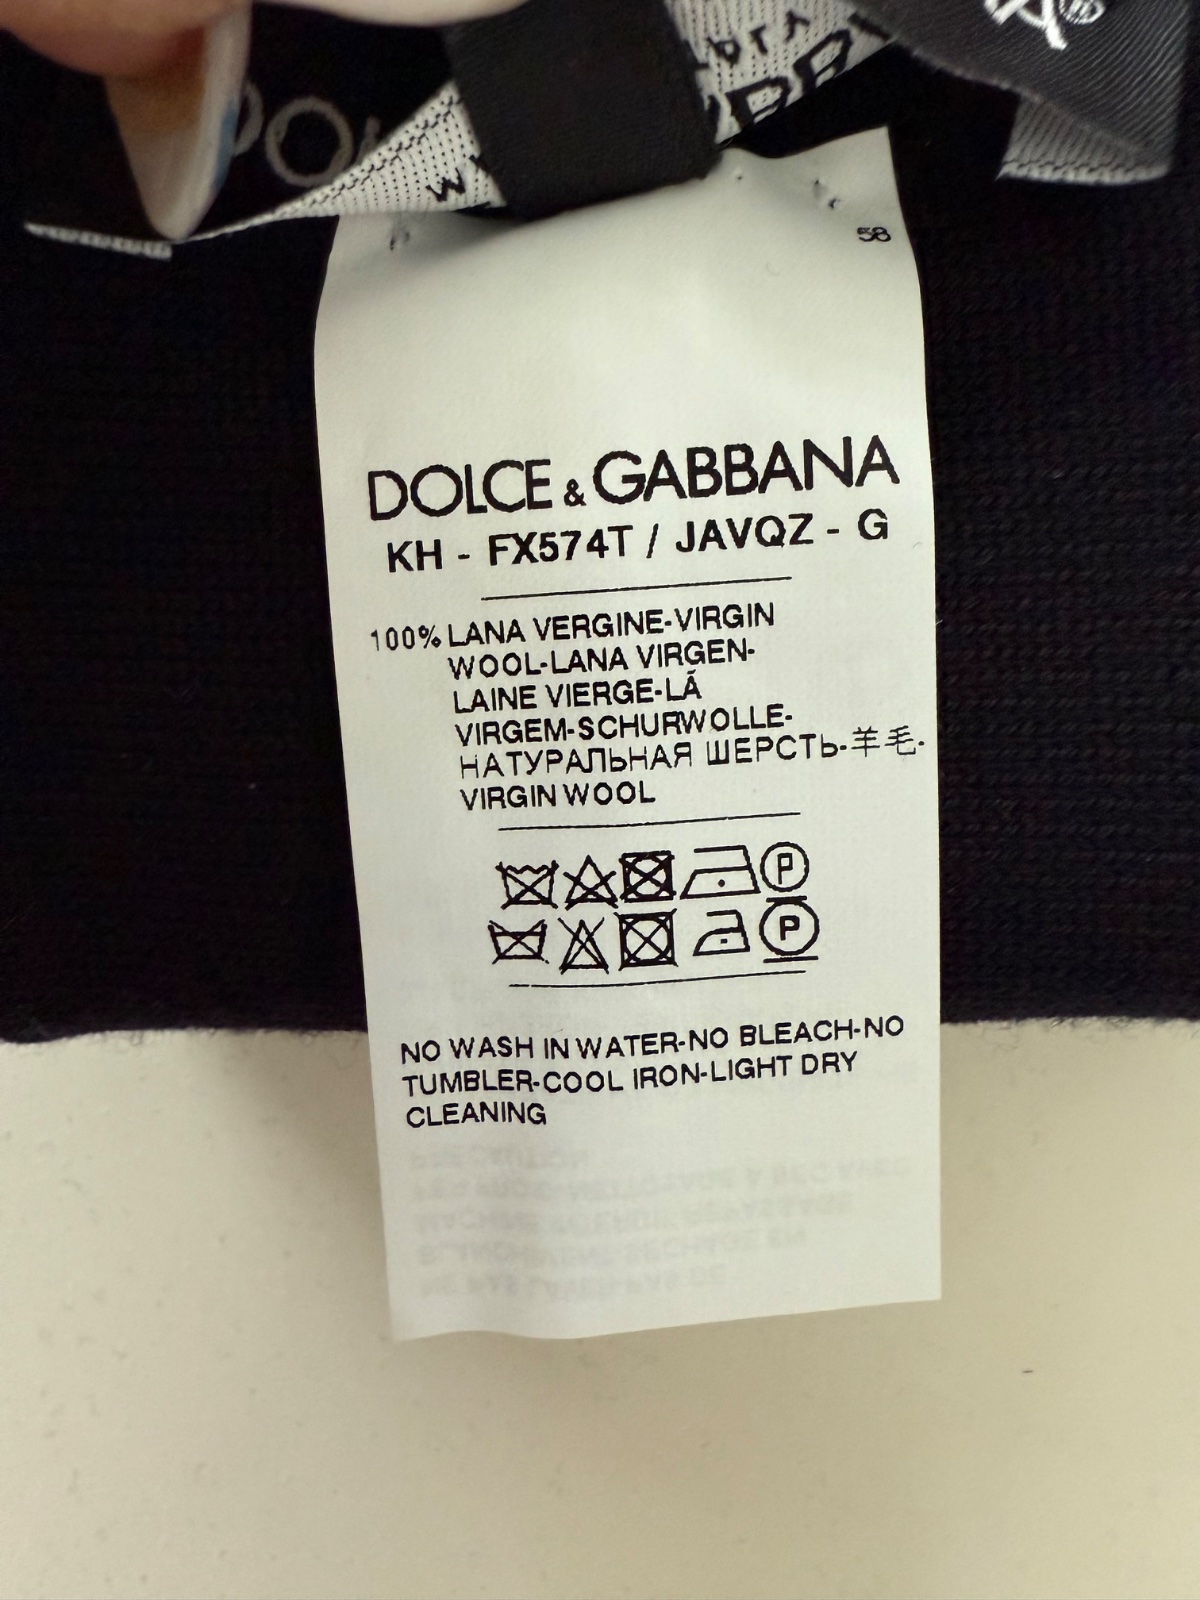 58
DOLCE & GABBANA
KH - FX574T / JAVQZ - G
100% LANA VERGINE-VIRGIN
WOOL-LANA VIRGEN-
LAINE VIERGE-LÃ
VIRGEM-SCHURWOLLE-
НАТУРАЛЬНАЯ ШЕРСТЬ-羊毛-
VIRGIN WOOL
P
P
NO WASH IN WATER-NO BLEACH-NO
TUMBLER-COOL IRON-LIGHT DRY
CLEANING